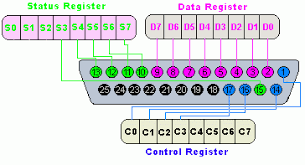 Status Register Data Register
S0 S1 S2 S3 S4 S5 S6 S7 D7 D6 D5 D4 D3 D2 D1 D0
13 12 11 10 9 8 7 6 5 4 3 2 1
25 24 23 22 21 20 19 18 17 16 15 14
C0 C1 C2 C3 C4 C5 C6 C7
Control Register